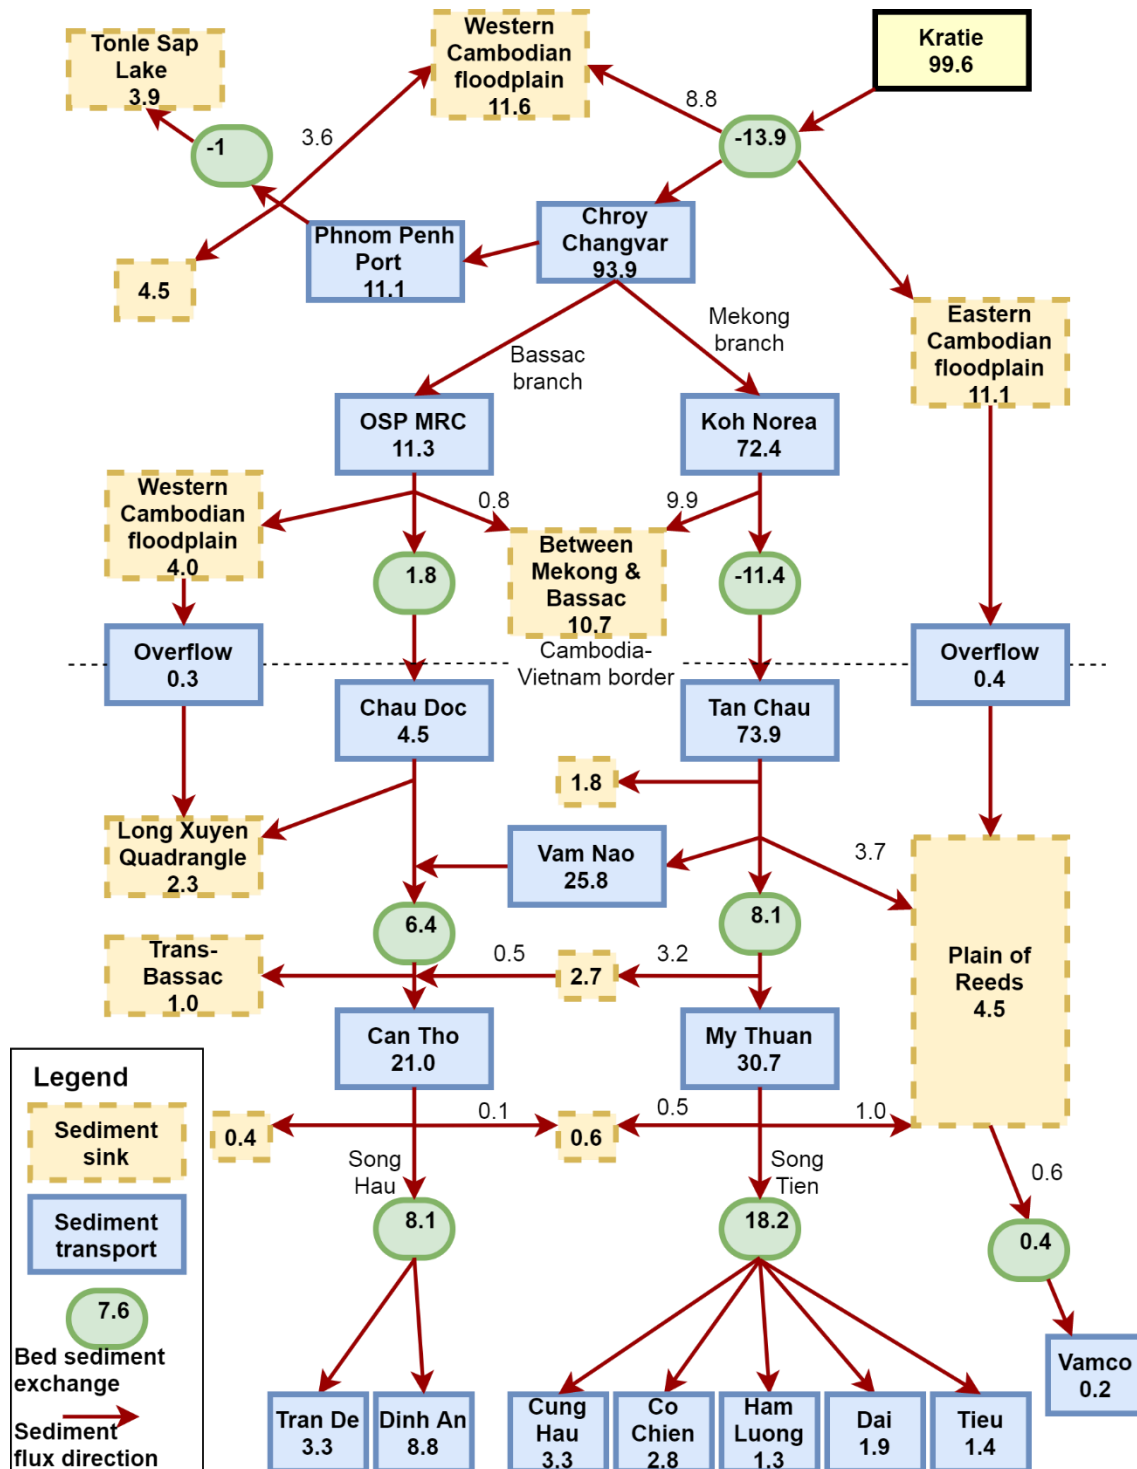 Tonle Sap
Lake
3.9
Western
Cambodian
floodplain
11.6
Kratie
99.6
8.8
-13.9
-1
3.6
Phnom Penh
Port
11.1
Chroy
Changvar
93.9
4.5
Eastern
Cambodian
floodplain
11.1
Bassac
branch
Mekong
branch
OSP MRC
11.3
Koh Norea
72.4
Western
Cambodian
floodplain
4.0
0.8
9.9
1.8
Between
Mekong &
Bassac
10.7
-11.4
Overflow
0.3
Cambodia-
Vietnam border
Overflow
0.4
Chau Doc
4.5
Tan Chau
73.9
1.8
Long Xuyen
Quadrangle
2.3
Vam Nao
25.8
3.7
6.4
8.1
Trans-
Bassac
1.0
0.5
2.7
3.2
Plain of
Reeds
4.5
Can Tho
21.0
My Thuan
30.7
0.4
0.1
0.6
0.5
1.0
Song
Hau
Song
Tien
0.6
8.1
18.2
0.4
Tran De
3.3
Dinh An
8.8
Cung
Hau
3.3
Co
Chien
2.8
Ham
Luong
1.3
Dai
1.9
Tieu
1.4
Vamco
0.2
Legend
Sediment
sink
Sediment
transport
7.6
Bed sediment
exchange
Sediment
flux direction